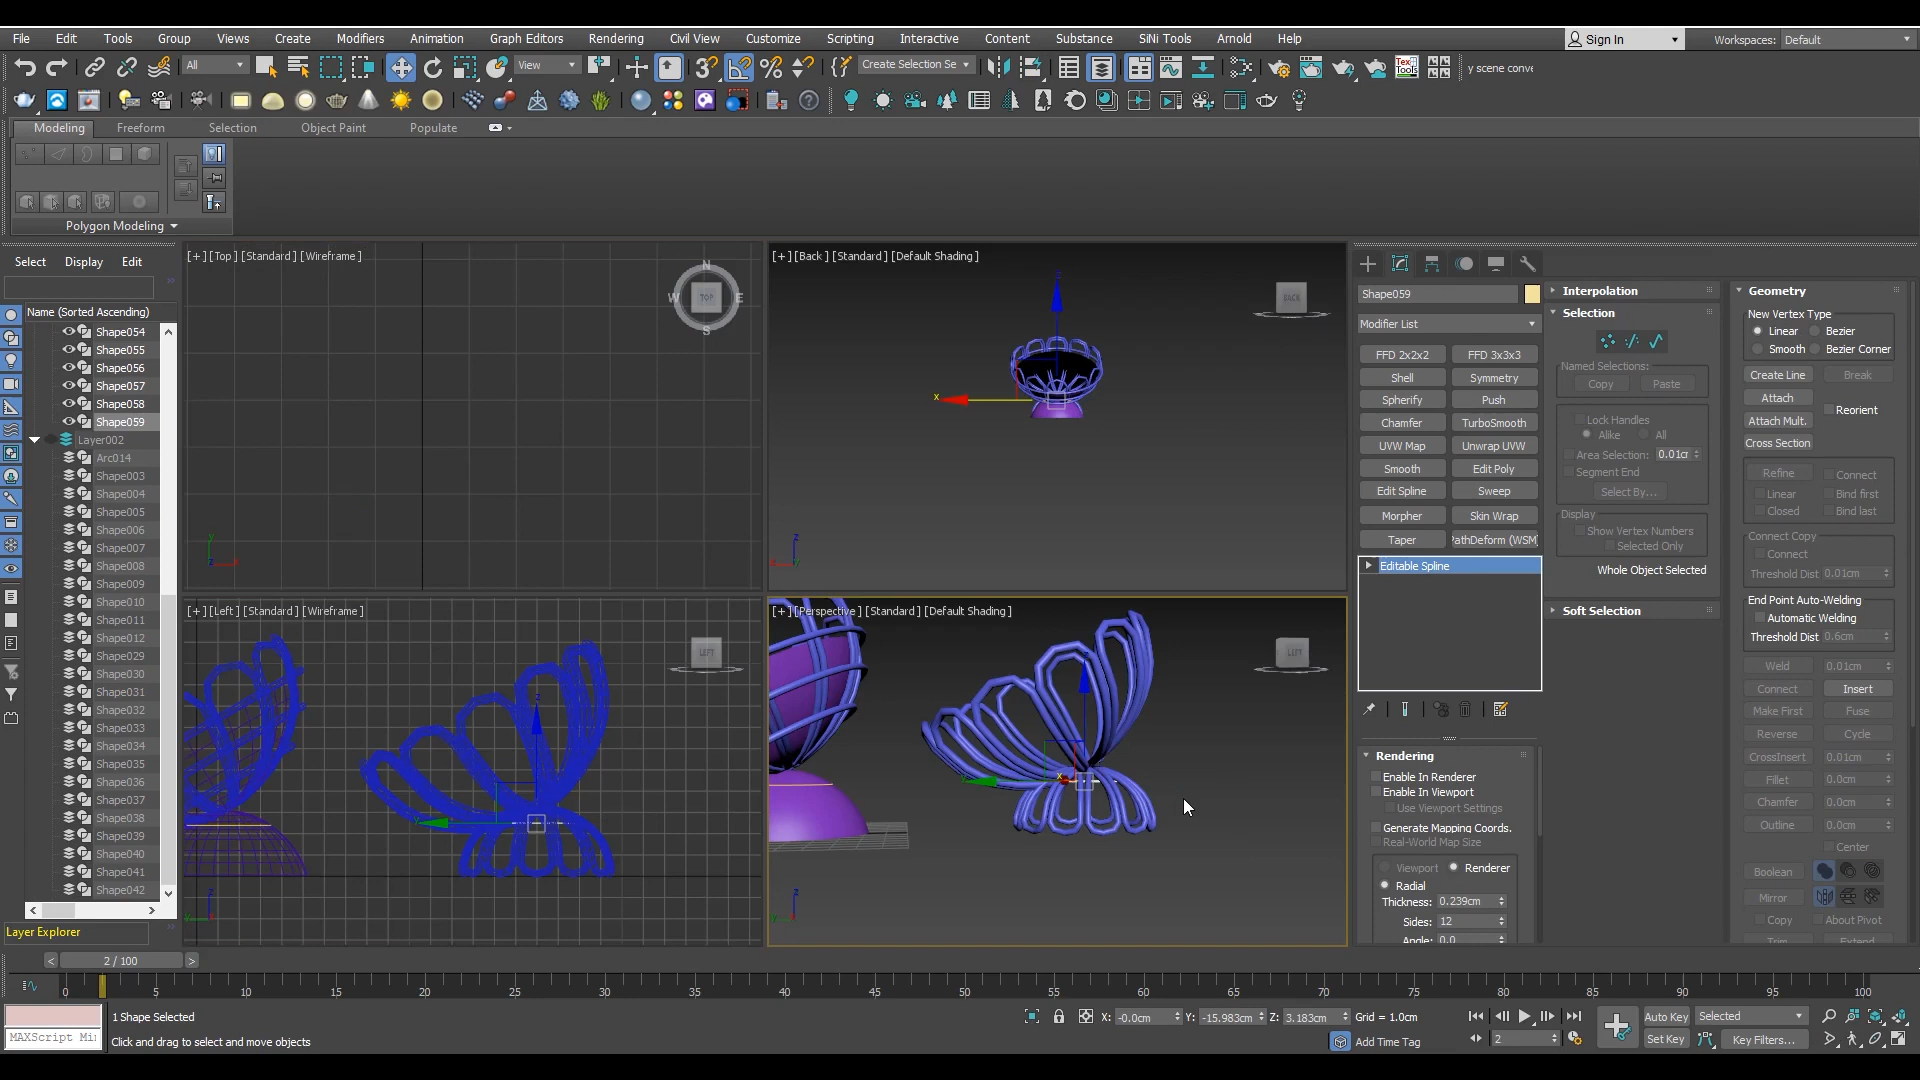 File Edit Tools Group Views Create Modifiers Animation Graph Editors Rendering Civil View Customize Scripting Interactive Content Substance SiNi Tools Arnold Help
Sign In
Workspaces: Default
All
View
Create Selection Se
y scene conve
Modeling Freeform Selection Object Paint Populate
Polygon Modeling
Select Display Edit
Name (Sorted Ascending)
Shape054
Shape055
Shape056
Shape057
Shape058
Shape059
Layer002
Arc014
Shape003
Shape004
Shape005
Shape006
Shape007
Shape008
Shape009
Shape010
Shape011
Shape012
Shape029
Shape030
Shape031
Shape032
Shape033
Shape034
Shape035
Shape036
Shape037
Shape038
Shape039
Shape040
Shape041
Shape042
Layer Explorer
[+] [Top] [Standard] [Wireframe]
N
W TOP E
S
[+] [Back] [Standard] [Default Shading]
BACK
z
x
[+] [Left] [Standard] [Wireframe]
LEFT
[+] [Perspective] [Standard] [Default Shading]
LEFT
Shape059
Modifier List
FFD 2x2x2 FFD 3x3x3
Shell Symmetry
Spherify Push
Chamfer TurboSmooth
UVW Map Unwrap UVW
Smooth Edit Poly
Edit Spline Sweep
Morpher Skin Wrap
Taper PathDeform (WSM)
Editable Spline
Rendering
Enable In Renderer
Enable In Viewport
Use Viewport Settings
Generate Mapping Coords.
Real-World Map Size
Viewport Renderer
Radial
Thickness: 0.239cm
Sides: 12
Angle: 0.0
Interpolation
Selection
Named Selections:
Copy Paste
Lock Handles
Alike All
Area Selection: 0.01cr
Segment End
Select By...
Display
Show Vertex Numbers
Selected Only
Whole Object Selected
Soft Selection
Geometry
New Vertex Type
Linear Bezier
Smooth Bezier Corner
Create Line Break
Attach Reorient
Attach Mult.
Cross Section
Refine Connect
Linear Bind first
Closed Bind last
Connect Copy
Connect
Threshold Dist 0.01cm
End Point Auto-Welding
Automatic Welding
Threshold Dist 0.6cm
Weld 0.01cm
Connect Insert
Make First Fuse
Reverse Cycle
CrossInsert 0.01cm
Fillet 0.0cm
Chamfer 0.0cm
Outline 0.0cm
Center
Boolean
Mirror
Copy About Pivot
Trim Extend
< 2 / 100 >
0 5 10 15 20 25 30 35 40 45 50 55 60 65 70 75 80 85 90 95 100
1 Shape Selected
X: -0.0cm Y: -15.983cm Z: 3.183cm Grid = 1.0cm
Auto Key Selected
MAXScript Mi
Click and drag to select and move objects
Add Time Tag
2
Set Key Key Filters...